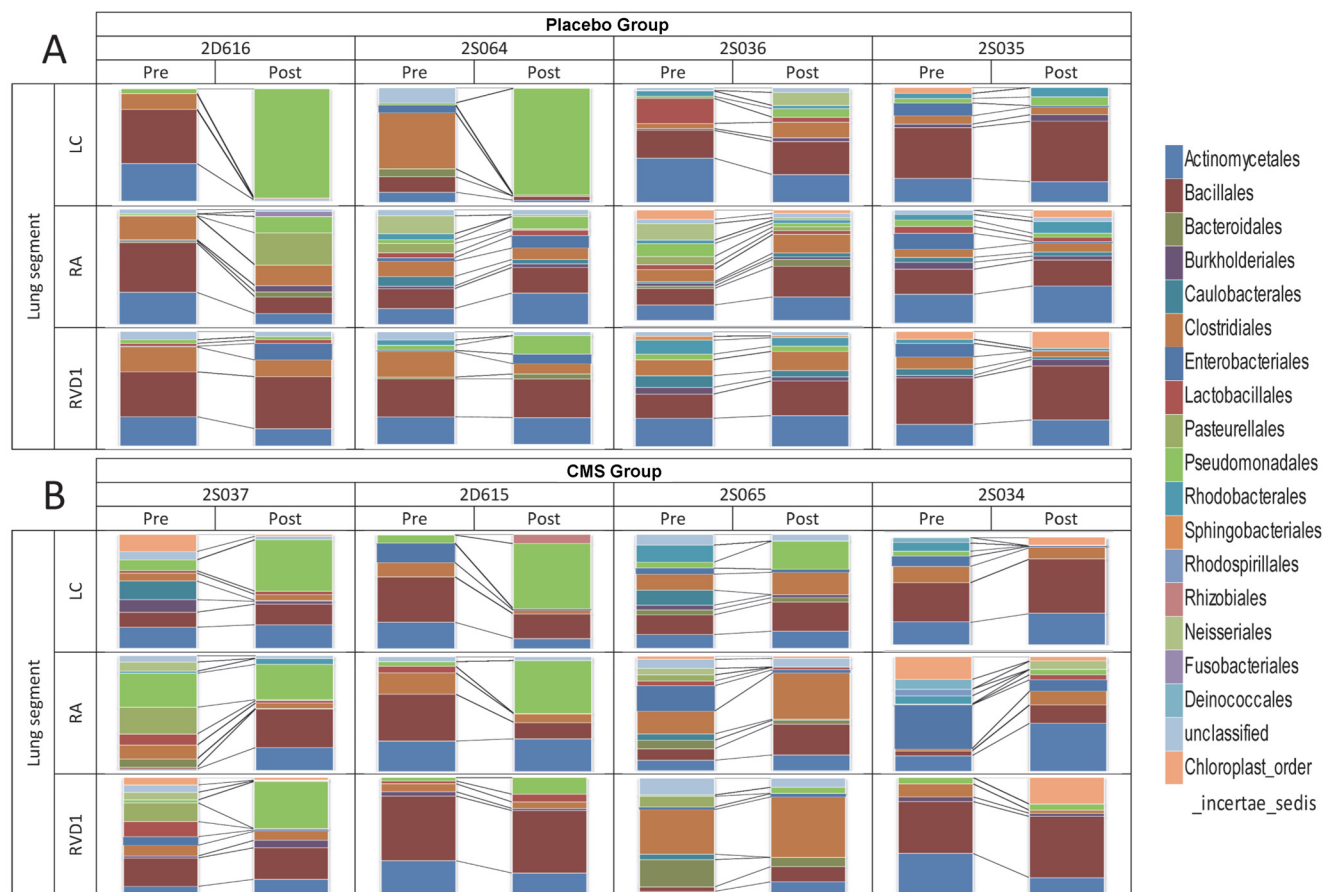 A
Placebo Group
2D616 2S064 2S036 2S035
Pre Post Pre Post Pre Post Pre Post
Lung segment
LC
RA
RVD1
B
CMS Group
2S037 2D615 2S065 2S034
Pre Post Pre Post Pre Post Pre Post
Lung segment
LC
RA
RVD1
Actinomycetales
Bacillales
Bacteroidales
Burkholderiales
Caulobacterales
Clostridiales
Enterobacteriales
Lactobacillales
Pasteurellales
Pseudomonadales
Rhodobacterales
Sphingobacteriales
Rhodospirillales
Rhizobiales
Neisseriales
Fusobacteriales
Deinococcales
unclassified
Chloroplast_order
_incertae_sedis